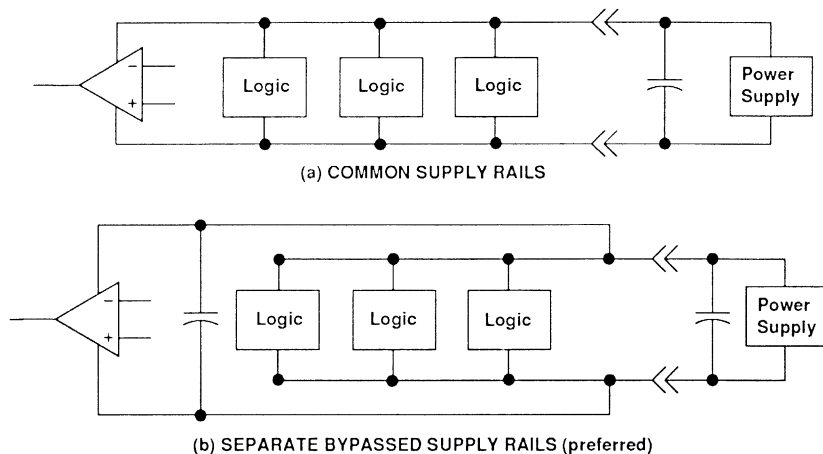 −
+
Logic
Logic
Logic
Power
Supply
(a) COMMON SUPPLY RAILS
−
+
Logic
Logic
Logic
Power
Supply
(b) SEPARATE BYPASSED SUPPLY RAILS (preferred)